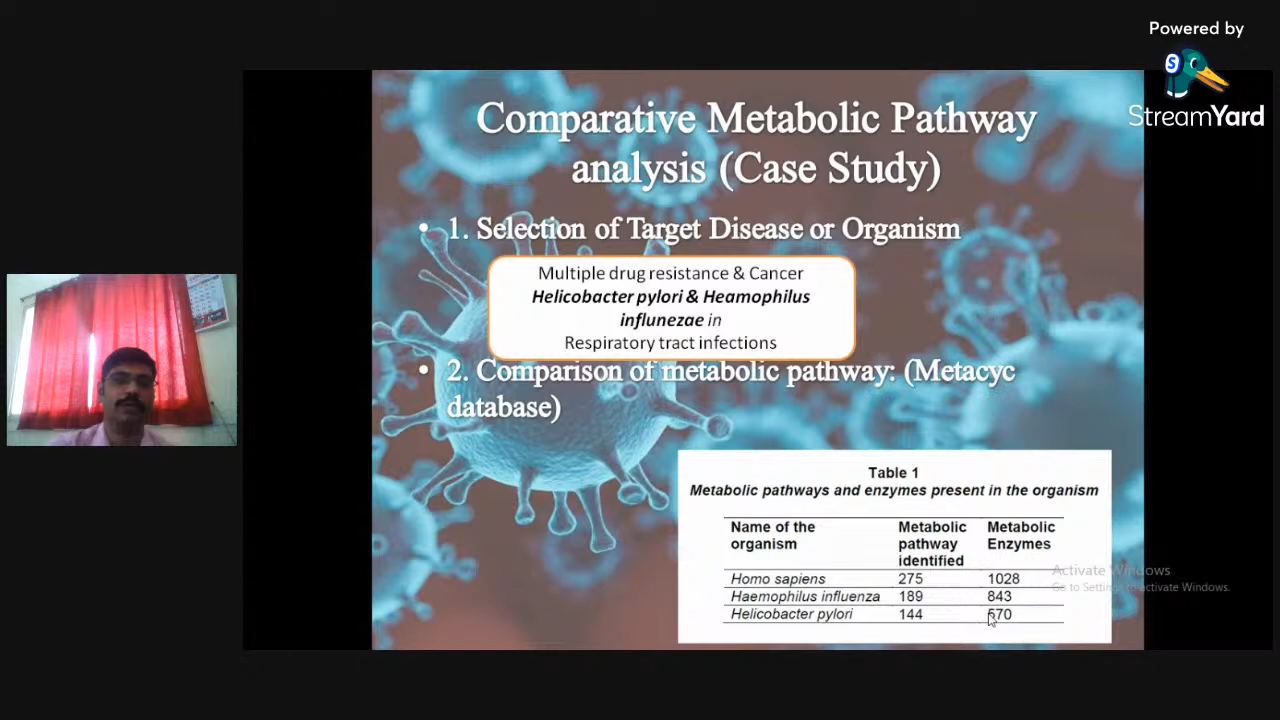 Powered by
StreamYard
Comparative Metabolic Pathway
analysis (Case Study)
• 1. Selection of Target Disease or Organism
Multiple drug resistance & Cancer
Helicobacter pylori & Heamophilus
influnezae in
Respiratory tract infections
• 2. Comparison of metabolic pathway: (Metacyc
database)
Table 1
Metabolic pathways and enzymes present in the organism
Name of the organism Metabolic pathway identified Metabolic Enzymes
Homo sapiens 275 1028
Haemophilus influenza 189 843
Helicobacter pylori 144
Activate Windows
Go to Settings to activate Windows.